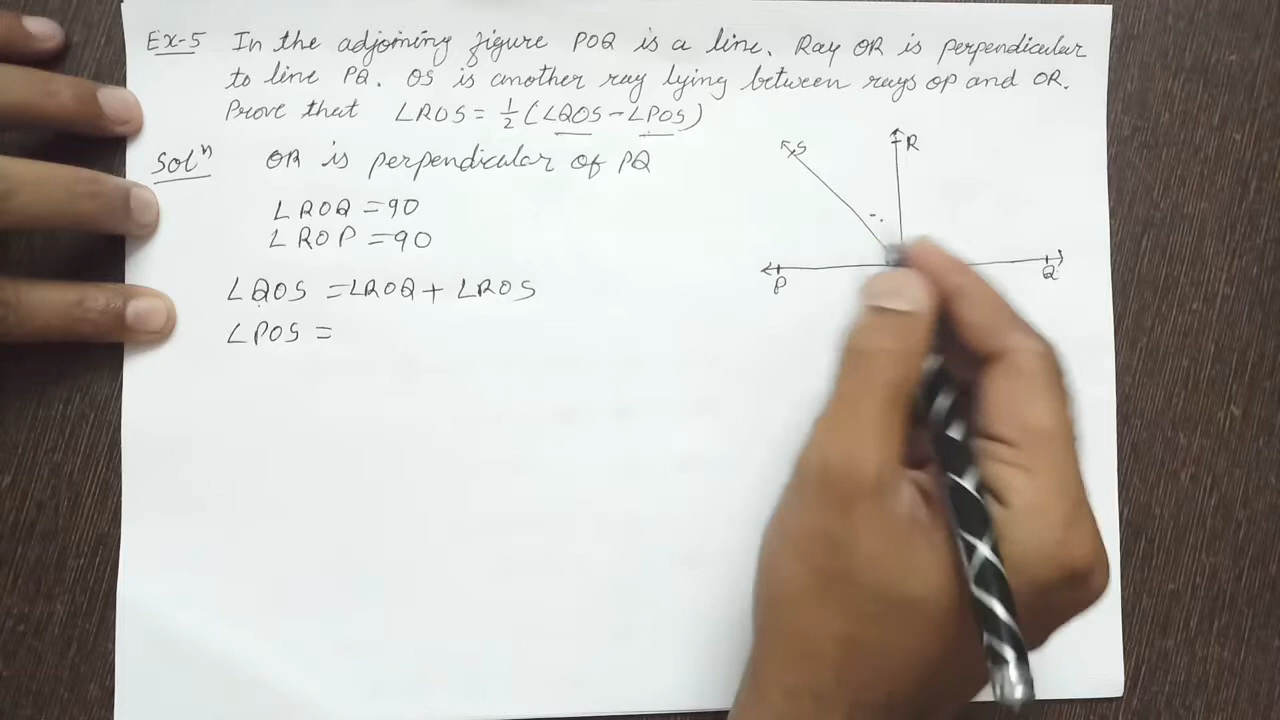 Ex-5 In the adjoining figure POQ is a line. Ray OR is perpendicular
to line PQ. OS is another ray lying between rays OP and OR.
Prove that ∠ROS = 1/2 (∠QOS - ∠POS)
Solⁿ OR is perpendicular of PQ
∠ROQ = 90
∠ROP = 90
∠QOS = ∠ROQ + ∠ROS
∠POS =
S
R
P
Q